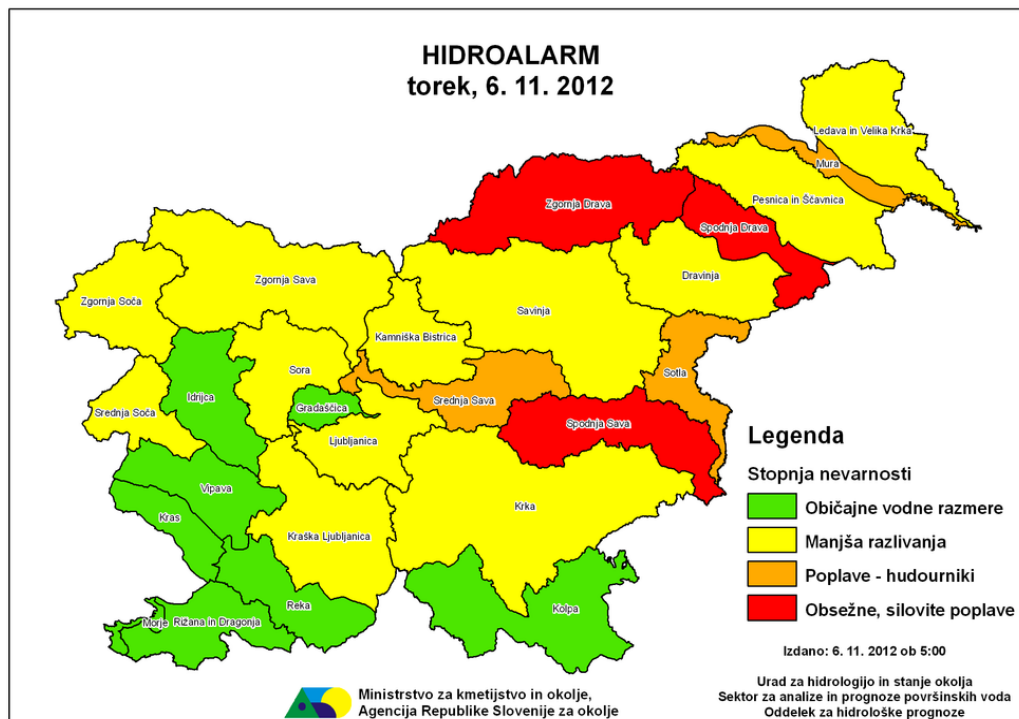 HIDROALARM
torek, 6. 11. 2012
Ledava in Velika Krka
Mura
Pesnica in Ščavnica
Zgornja Drava
Spodnja Drava
Dravinja
Zgornja Sava
Zgornja Soča
Savinja
Kamniška Bistrica
Sora
Sotla
Idrijca
Srednja Sava
Gradaščica
Srednja Soča
Spodnja Sava
Ljubljanica
Vipava
Krka
Kras
Kraška Ljubljanica
Reka
Kolpa
Morje
Rižana in Dragonja
Legenda
Stopnja nevarnosti
Običajne vodne razmere
Manjša razlivanja
Poplave - hudourniki
Obsežne, silovite poplave
Izdano: 6. 11. 2012 ob 5:00
Urad za hidrologijo in stanje okolja
Sektor za analize in prognoze površinskih voda
Oddelek za hidrološke prognoze
Ministrstvo za kmetijstvo in okolje,
Agencija Republike Slovenije za okolje